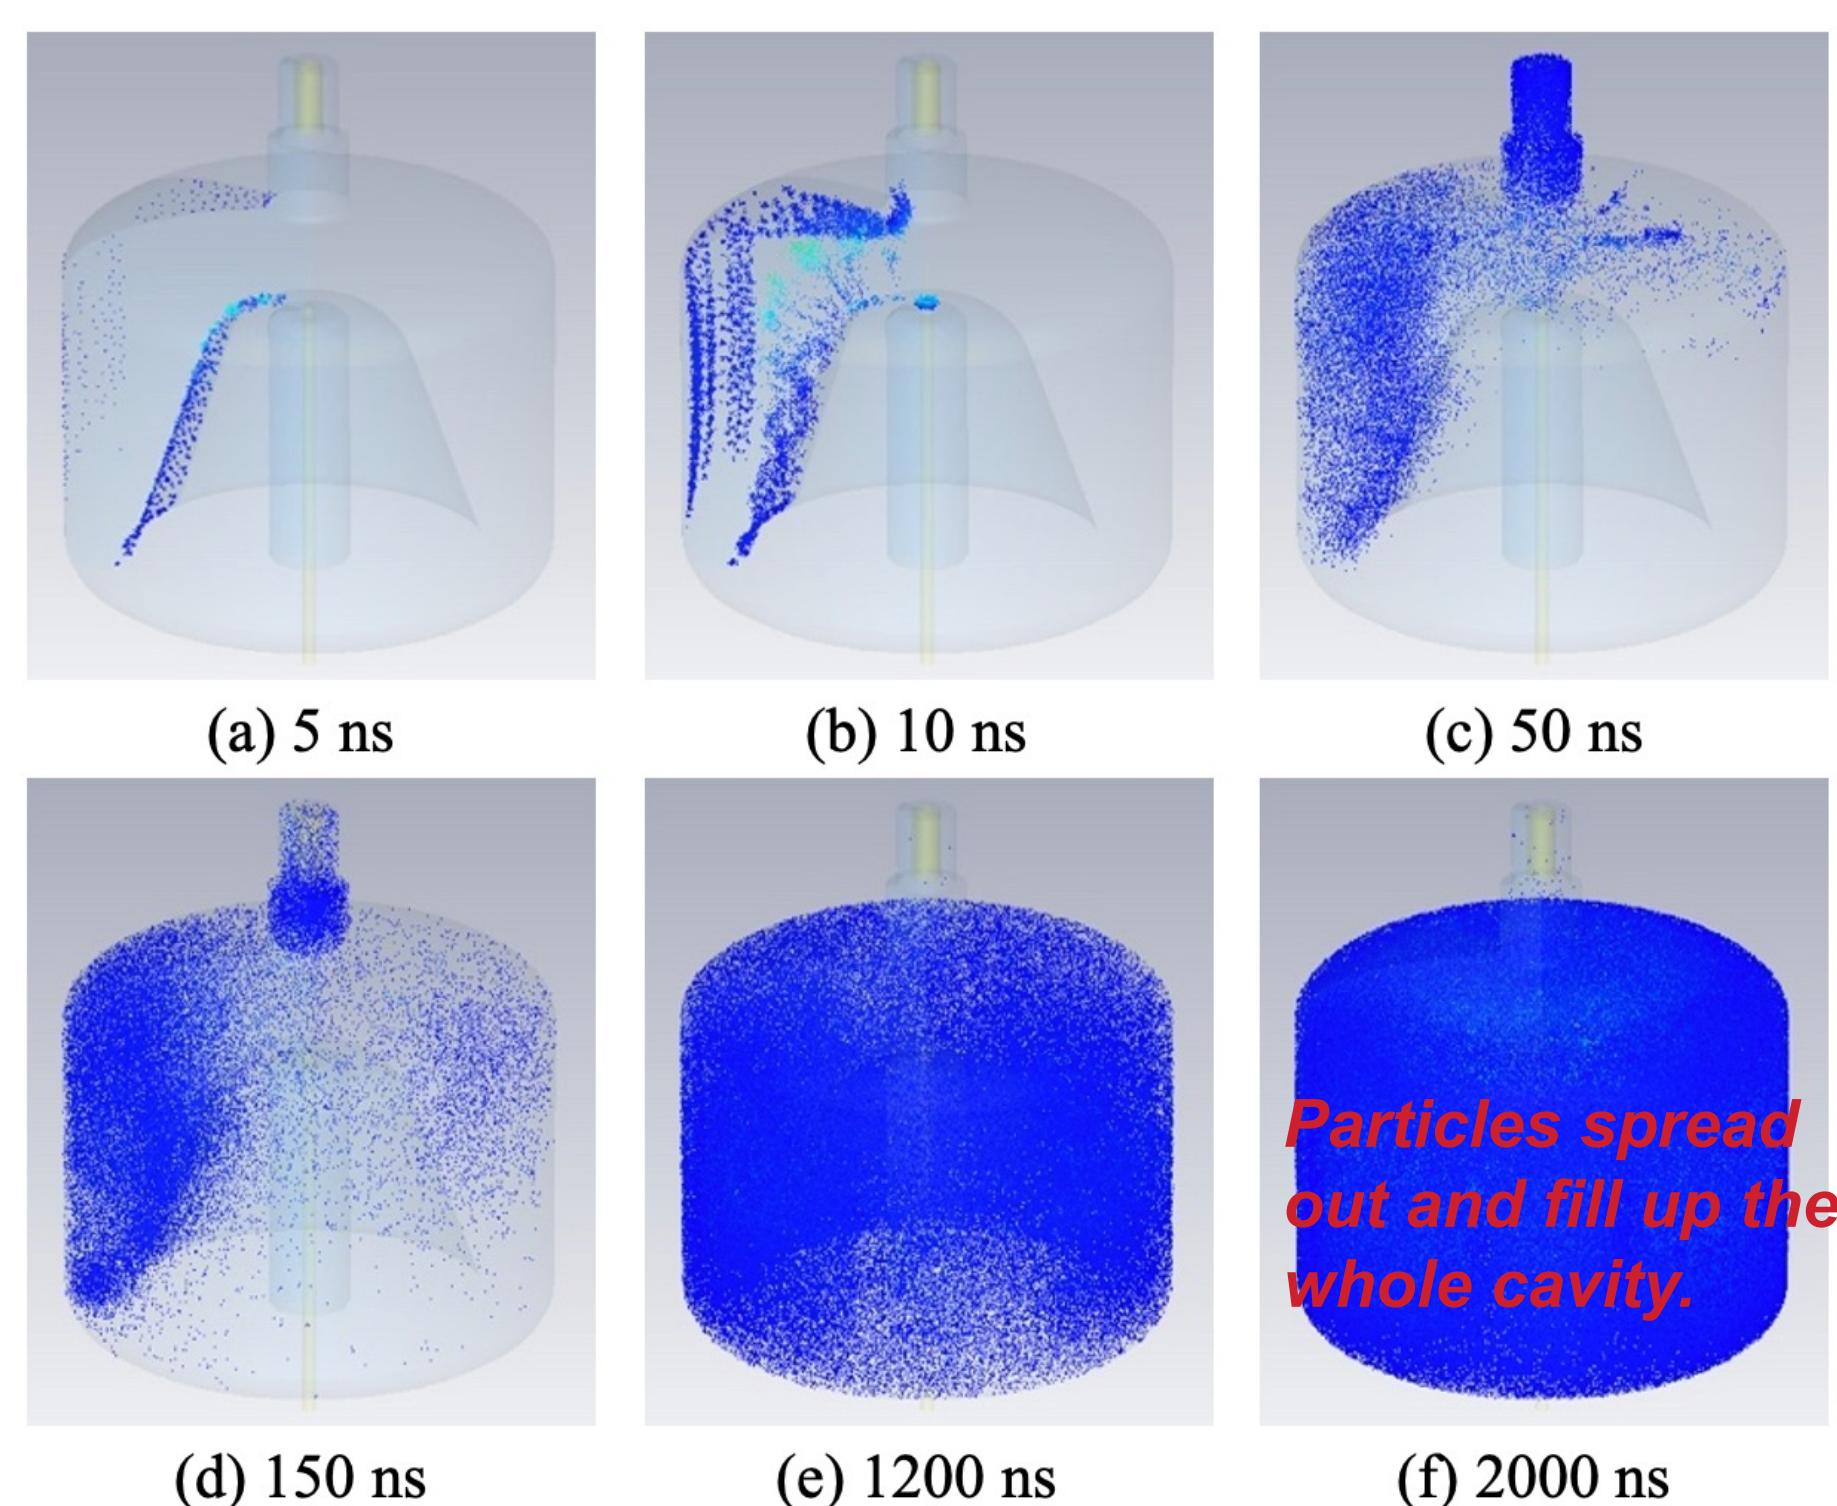 (a) 5 ns
(b) 10 ns
(c) 50 ns
(d) 150 ns
(e) 1200 ns
(f) 2000 ns
Particles spread
out and fill up the
whole cavity.